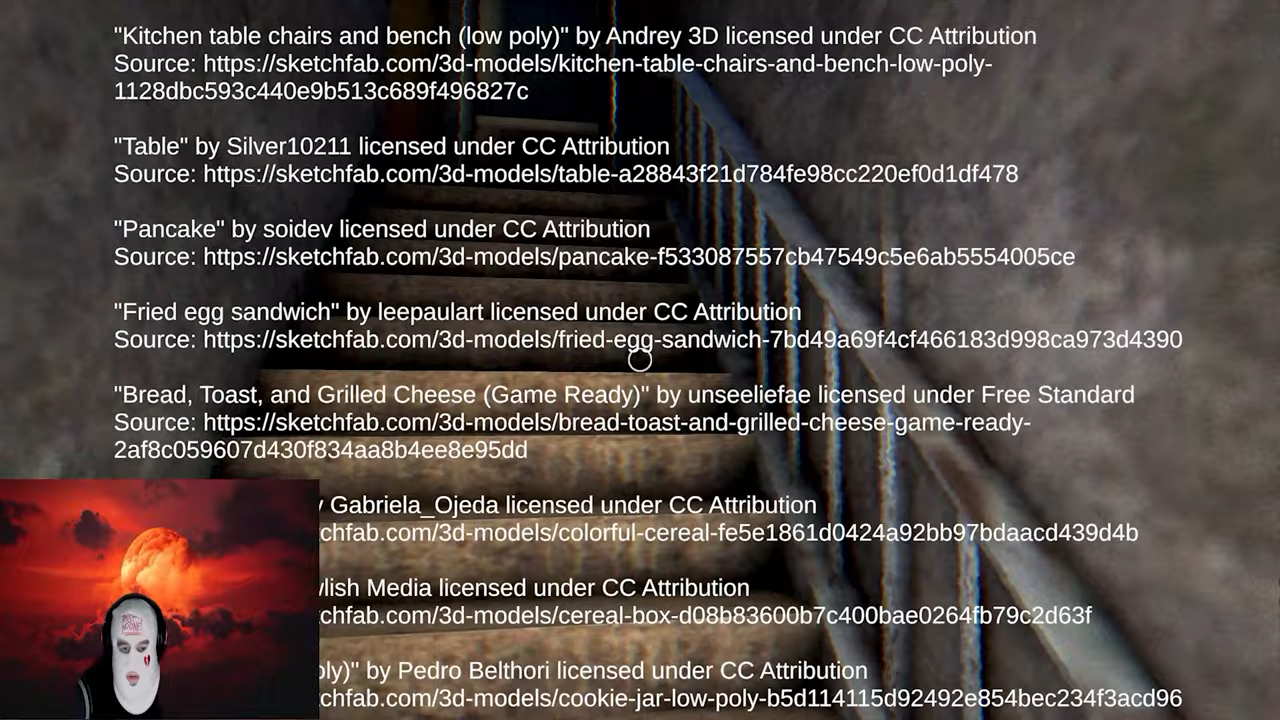 "Kitchen table chairs and bench (low poly)" by Andrey 3D licensed under CC Attribution
Source: https://sketchfab.com/3d-models/kitchen-table-chairs-and-bench-low-poly-
1128dbc593c440e9b513c689f496827c
"Table" by Silver10211 licensed under CC Attribution
Source: https://sketchfab.com/3d-models/table-a28843f21d784fe98cc220ef0d1df478
"Pancake" by soidev licensed under CC Attribution
Source: https://sketchfab.com/3d-models/pancake-f533087557cb47549c5e6ab5554005ce
"Fried egg sandwich" by leepaulart licensed under CC Attribution
Source: https://sketchfab.com/3d-models/fried-egg-sandwich-7bd49a69f4cf466183d998ca973d4390
"Bread, Toast, and Grilled Cheese (Game Ready)" by unseeliefae licensed under Free Standard
Source: https://sketchfab.com/3d-models/bread-toast-and-grilled-cheese-game-ready-
2af8c059607d430f834aa8b4ee8e95dd
Gabriela_Ojeda licensed under CC Attribution
chfab.com/3d-models/colorful-cereal-fe5e1861d0424a92bb97bdaacd439d4b
lish Media licensed under CC Attribution
chfab.com/3d-models/cereal-box-d08b83600b7c400bae0264fb79c2d63f
oly)" by Pedro Belthori licensed under CC Attribution
chfab.com/3d-models/cookie-jar-low-poly-b5d114115d92492e854bec234f3acd96